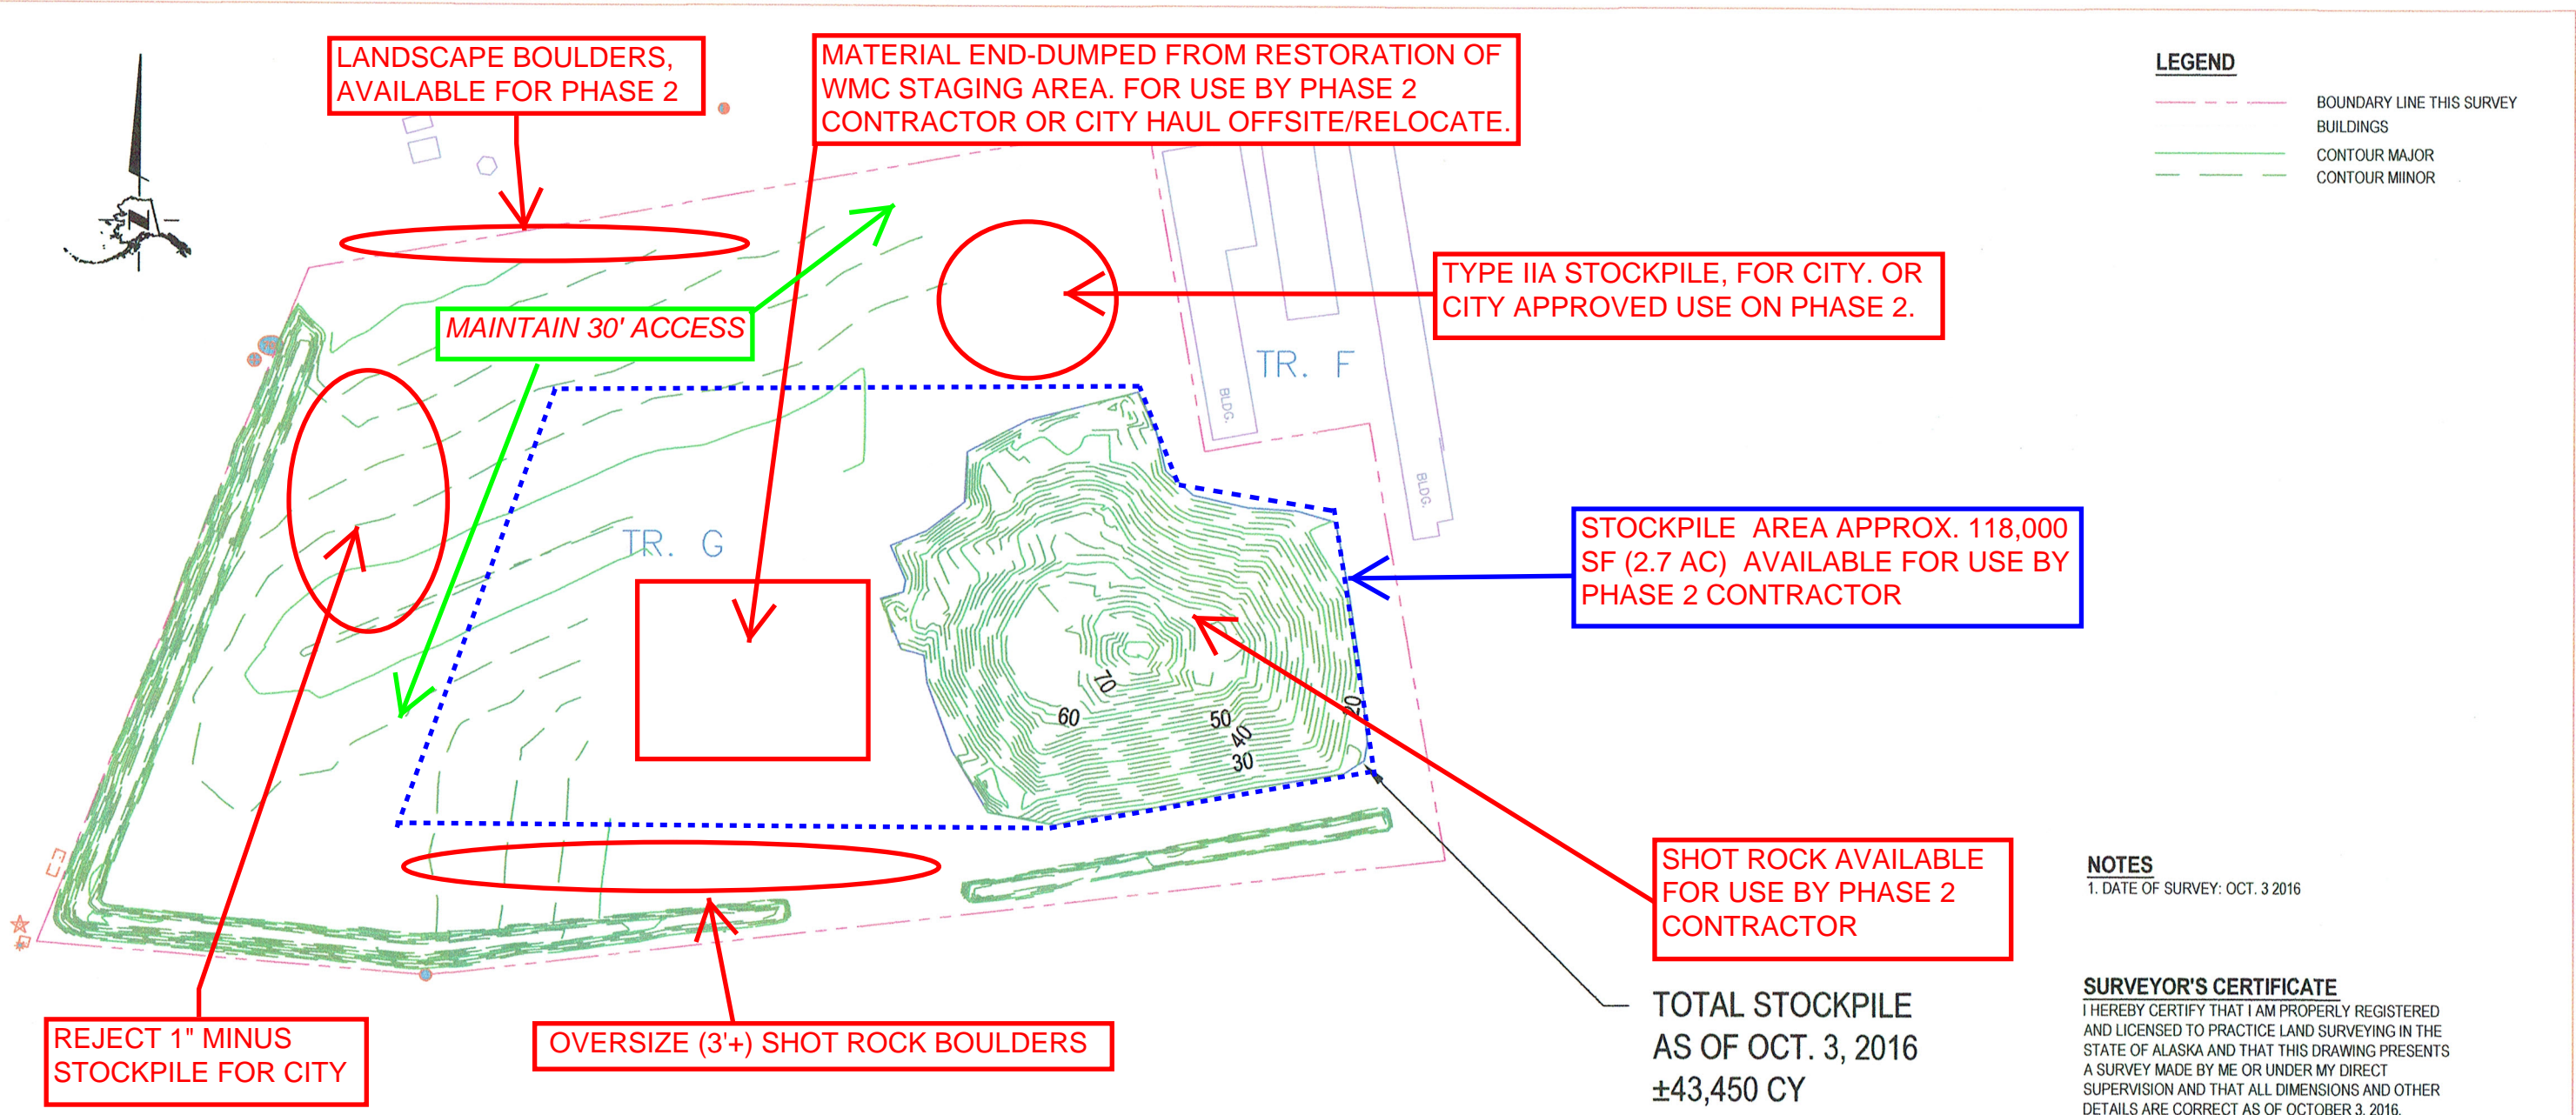 LANDSCAPE BOULDERS,
AVAILABLE FOR PHASE 2
MATERIAL END-DUMPED FROM RESTORATION OF
WMC STAGING AREA. FOR USE BY PHASE 2
CONTRACTOR OR CITY HAUL OFFSITE/RELOCATE.
LEGEND
BOUNDARY LINE THIS SURVEY
BUILDINGS
CONTOUR MAJOR
CONTOUR MIINOR
N
TYPE IIA STOCKPILE, FOR CITY. OR
CITY APPROVED USE ON PHASE 2.
MAINTAIN 30' ACCESS
TR. F
BLDG.
BLDG.
TR. G
STOCKPILE AREA APPROX. 118,000
SF (2.7 AC) AVAILABLE FOR USE BY
PHASE 2 CONTRACTOR
70
60
50
40
30
20
SHOT ROCK AVAILABLE
FOR USE BY PHASE 2
CONTRACTOR
NOTES
1. DATE OF SURVEY: OCT. 3 2016
REJECT 1" MINUS
STOCKPILE FOR CITY
OVERSIZE (3'+) SHOT ROCK BOULDERS
TOTAL STOCKPILE
AS OF OCT. 3, 2016
±43,450 CY
SURVEYOR'S CERTIFICATE
I HEREBY CERTIFY THAT I AM PROPERLY REGISTERED
AND LICENSED TO PRACTICE LAND SURVEYING IN THE
STATE OF ALASKA AND THAT THIS DRAWING PRESENTS
A SURVEY MADE BY ME OR UNDER MY DIRECT
SUPERVISION AND THAT ALL DIMENSIONS AND OTHER
DETAILS ARE CORRECT AS OF OCTOBER 3, 2016.